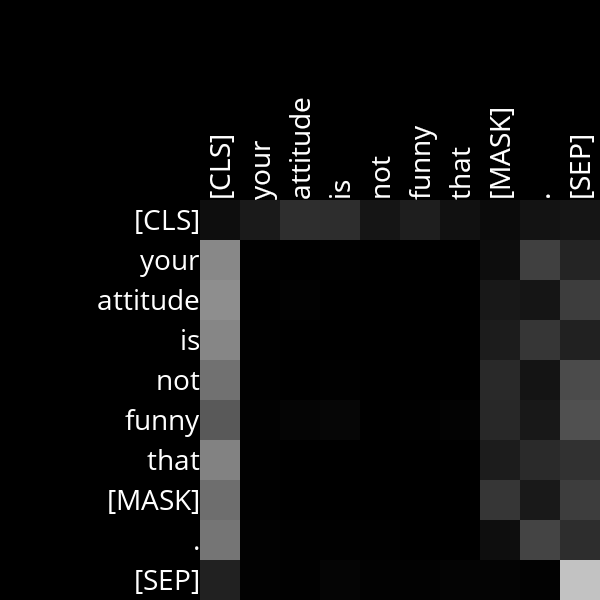 [CLS] your attitude is not funny that [MASK] . [SEP]
[CLS]
your
attitude
is
not
funny
that
[MASK]
.
[SEP]